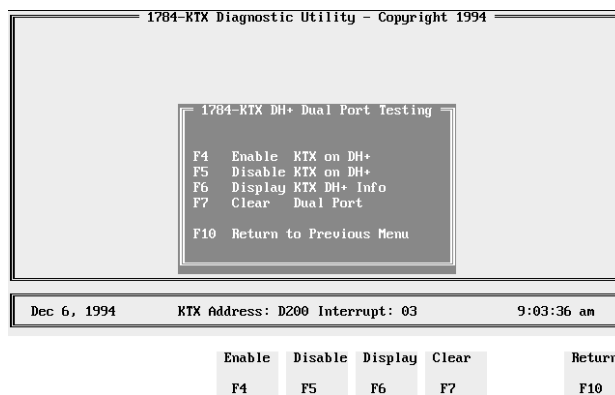 1784-KTX Diagnostic Utility - Copyright 1994
1784-KTX DH+ Dual Port Testing
F4 Enable KTX on DH+
F5 Disable KTX on DH+
F6 Display KTX DH+ Info
F7 Clear Dual Port
F10 Return to Previous Menu
Dec 6, 1994 KTX Address: D200 Interrupt: 03 9:03:36 am
Enable Disable Display Clear Return
F4 F5 F6 F7 F10